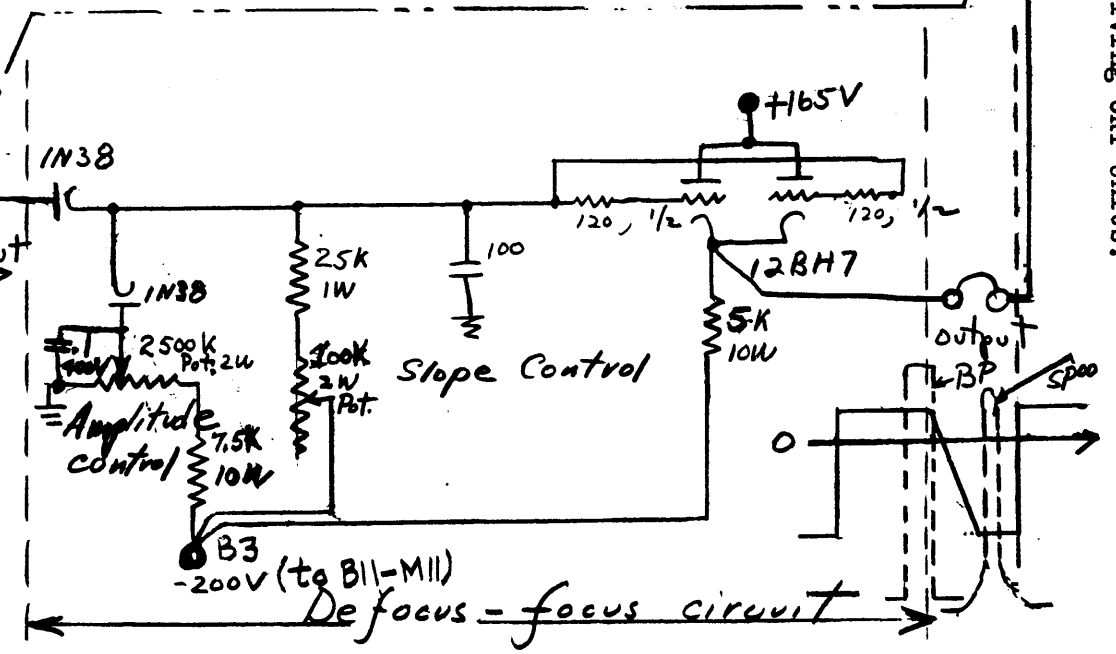 +165V
1N38
120, 1/2
120, 1/2
100
25K
1W
12BH7
1N38
5K
10W
Output
2500K
Pot. 2W
100K
2W
Pot.
Slope Control
BP
Amplitude
control
7.5K
10W
O
B3
-200V (to B11-M11)
Defocus-focus circuit